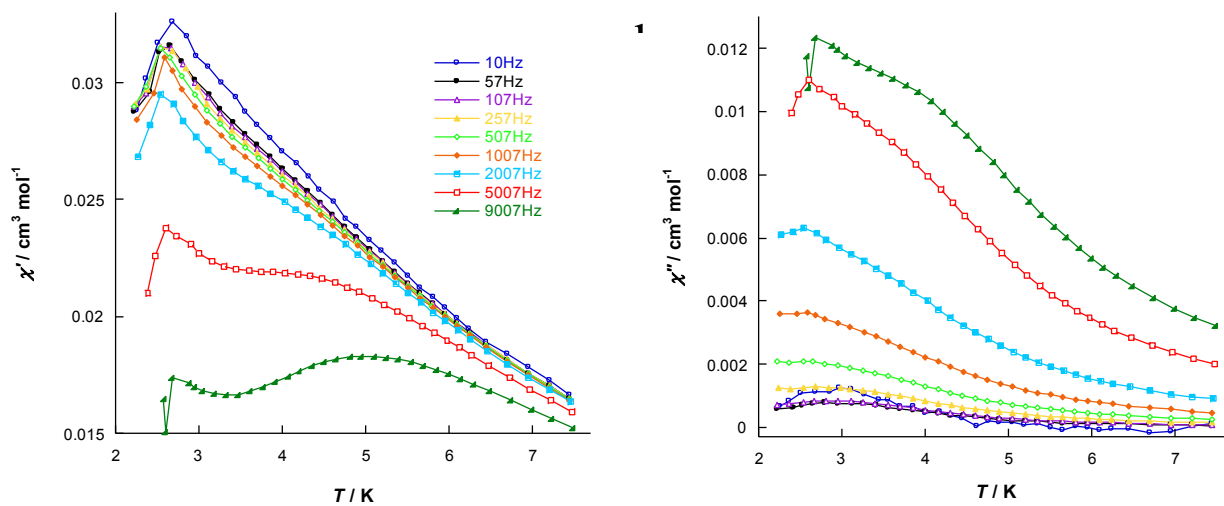 0.03
0.025
0.02
0.015
χ′ / cm³ mol⁻¹
2 3 4 5 6 7
T / K
10Hz
57Hz
107Hz
257Hz
507Hz
1007Hz
2007Hz
5007Hz
9007Hz
0.012
0.01
0.008
0.006
0.004
0.002
0
χ″ / cm³ mol⁻¹
2 3 4 5 6 7
T / K